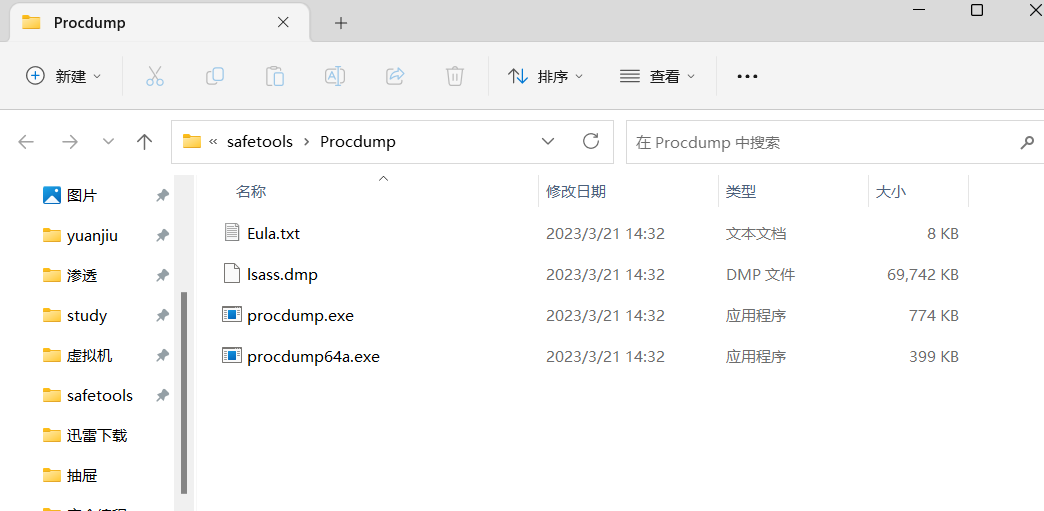 Procdump
新建
排序
查看
« safetools > Procdump
在 Procdump 中搜索
图片
yuanjiu
渗透
study
虚拟机
safetools
迅雷下载
抽屉
名称 修改日期 类型 大小
Eula.txt 2023/3/21 14:32 文本文档 8 KB
lsass.dmp 2023/3/21 14:32 DMP 文件 69,742 KB
procdump.exe 2023/3/21 14:32 应用程序 774 KB
procdump64a.exe 2023/3/21 14:32 应用程序 399 KB